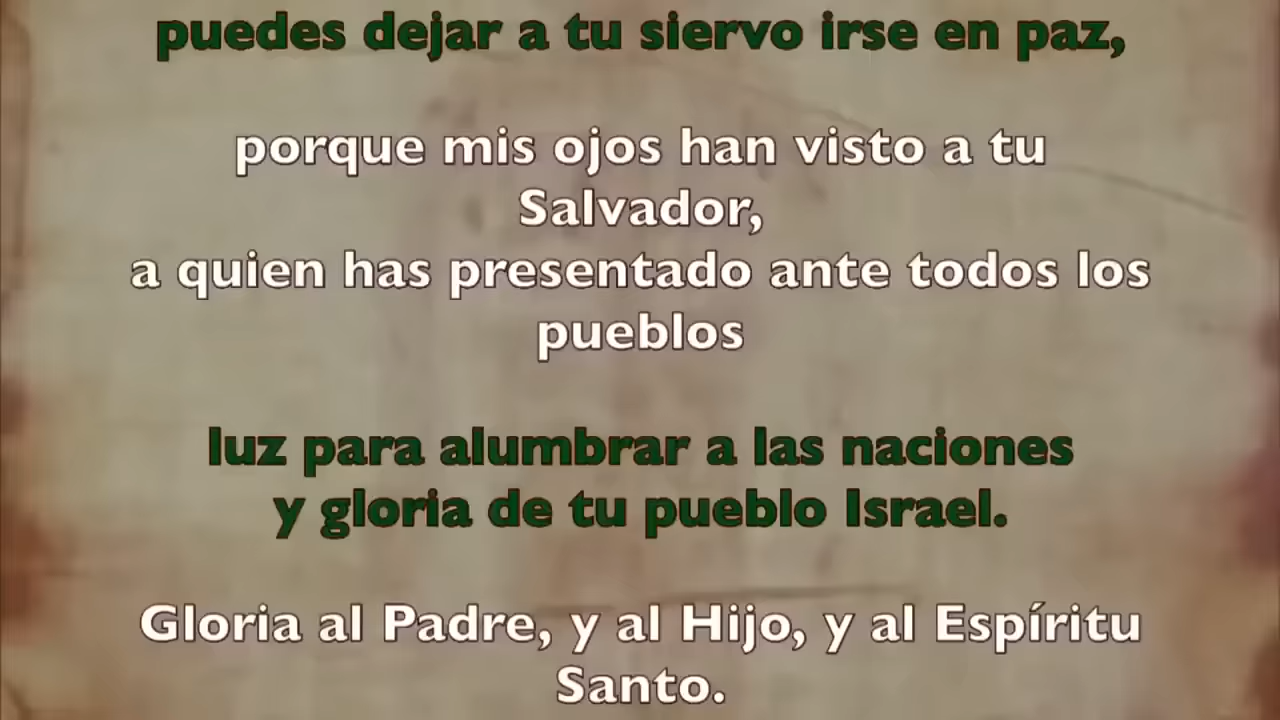 puedes dejar a tu siervo irse en paz,
porque mis ojos han visto a tu
Salvador,
a quien has presentado ante todos los
pueblos
luz para alumbrar a las naciones
y gloria de tu pueblo Israel.
Gloria al Padre, y al Hijo, y al Espíritu
Santo.